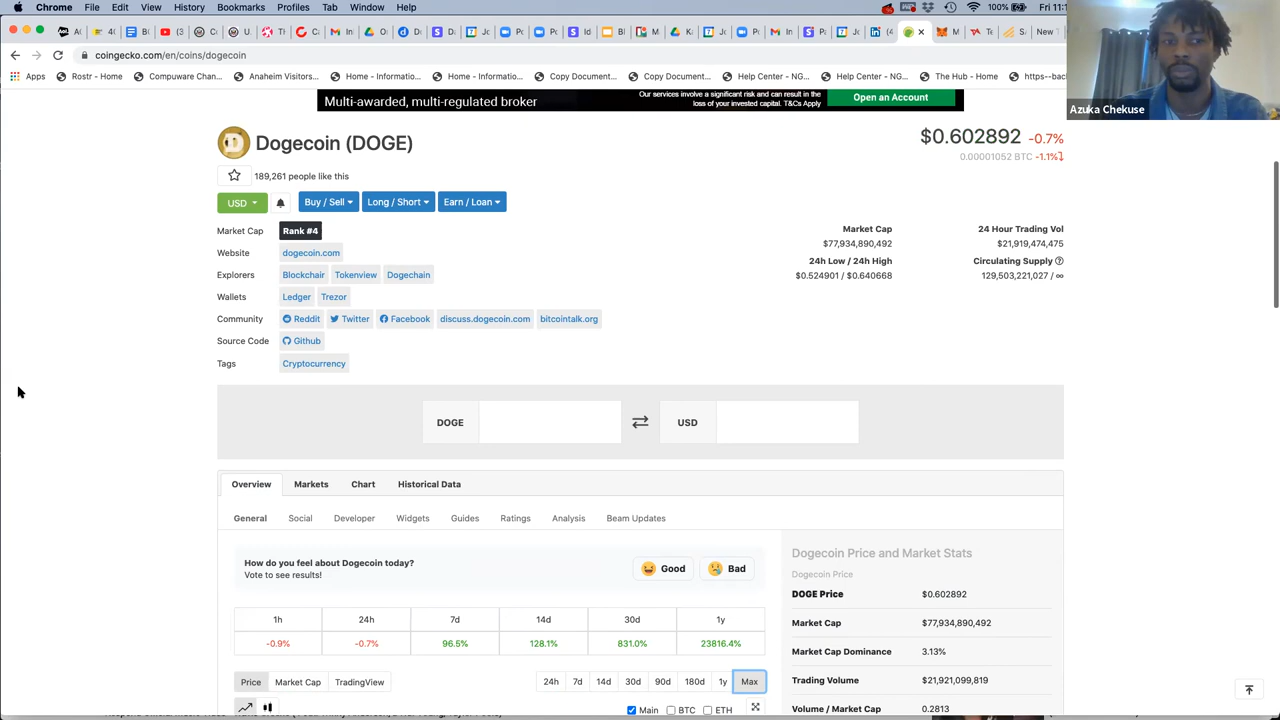 Chrome File Edit View History Bookmarks Profiles Tab Window Help
coingecko.com/en/coins/dogecoin
Apps Rostr - Home Compuware Chan... Anaheim Visitors... Home - Informatio... Home - Informatio... Copy Document... Copy Document... Help Center - NG... Help Center - NG... The Hub - Home https--bac
Azuka Chekuse
Multi-awarded, multi-regulated broker
Our services involve a significant risk and can result in the
loss of your invested capital. T&Cs Apply
Open an Account
Dogecoin (DOGE)
$0.602892 -0.7%
0.00001052 BTC -1.1%
189,261 people like this
USD Buy / Sell Long / Short Earn / Loan
Market Cap Rank #4
Website dogecoin.com
Explorers Blockchair Tokenview Dogechain
Wallets Ledger Trezor
Community Reddit Twitter Facebook discuss.dogecoin.com bitcointalk.org
Source Code Github
Tags Cryptocurrency
Market Cap 24 Hour Trading Vol
$77,934,890,492 $21,919,474,475
24h Low / 24h High Circulating Supply
$0.524901 / $0.640668 129,503,221,027 / ∞
DOGE USD
Overview Markets Chart Historical Data
General Social Developer Widgets Guides Ratings Analysis Beam Updates
How do you feel about Dogecoin today?
Vote to see results!
Good Bad
1h 24h 7d 14d 30d 1y
-0.9% -0.7% 96.5% 128.1% 831.0% 23816.4%
Price Market Cap TradingView 24h 7d 14d 30d 90d 180d 1y Max
Main BTC ETH
Dogecoin Price and Market Stats
Dogecoin Price
DOGE Price $0.602892
Market Cap $77,934,890,492
Market Cap Dominance 3.13%
Trading Volume $21,921,099,819
Volume / Market Cap 0.2813